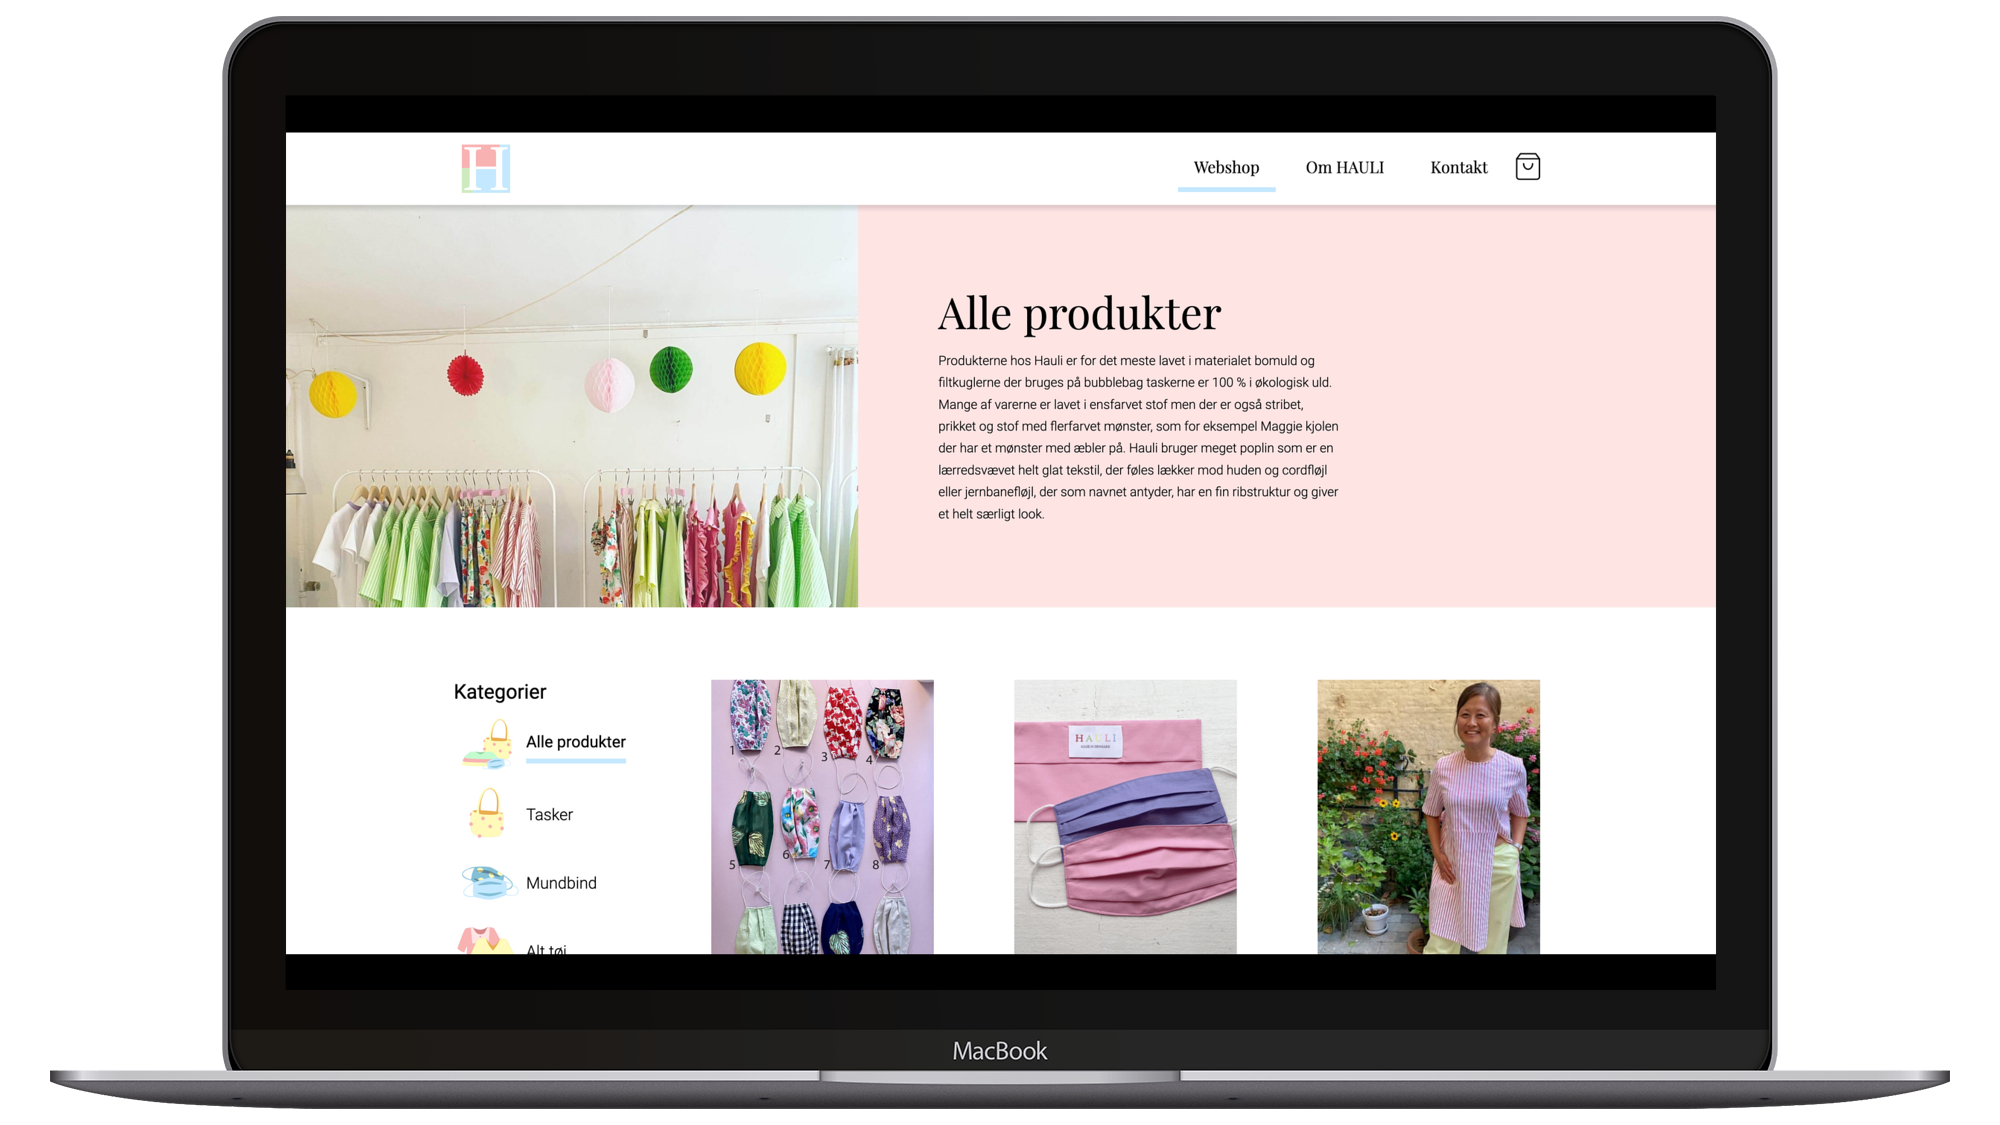 H
Webshop
Om HAULI
Kontakt
Alle produkter
Produkterne hos Hauli er for det meste lavet i materialet bomuld og
filtkuglerne der bruges på bubblebag taskerne er 100 % i økologisk uld.
Mange af varerne er lavet i ensfarvet stof men der er også stribet,
prikket og stof med flerfarvet mønster, som for eksempel Maggie kjolen
der har et mønster med æbler på. Hauli bruger meget poplin som er en
lærredsvævet helt glat tekstil, der føles lækker mod huden og cordfløjl
eller jernbanefløjl, der som navnet antyder, har en fin ribstruktur og giver
et helt særligt look.
Kategorier
Alle produkter
Tasker
Mundbind
Alt tøj
1
2
3
4
5
6
7
8
HAULI
MacBook